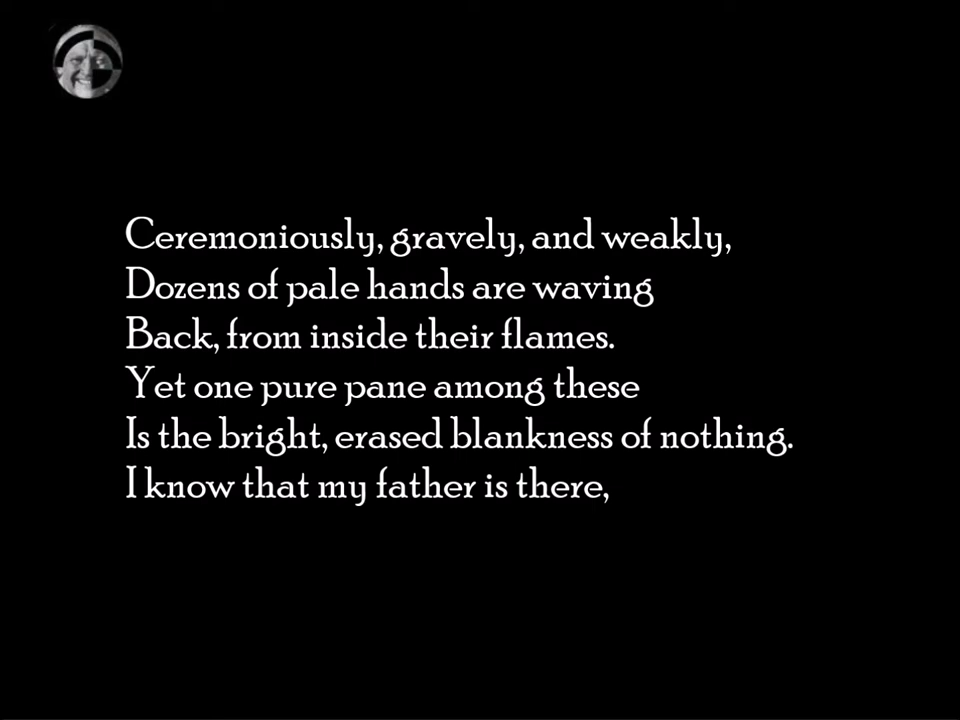 Ceremoniously, gravely, and weakly,
Dozens of pale hands are waving
Back, from inside their flames.
Yet one pure pane among these
Is the bright, erased blankness of nothing.
I know that my father is there,